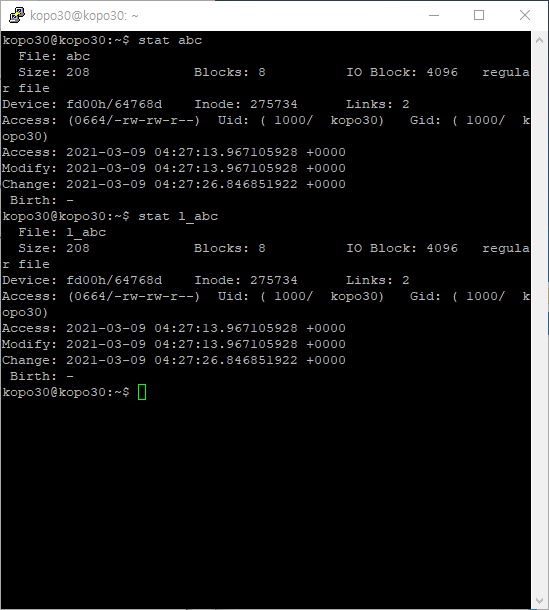 kopo30@kopo30: ~
kopo30@kopo30:~$ stat abc
  File: abc
  Size: 208             Blocks: 8          IO Block: 4096   regula
r file
Device: fd00h/64768d    Inode: 275734      Links: 2
Access: (0664/-rw-rw-r--)  Uid: ( 1000/  kopo30)   Gid: ( 1000/  k
opo30)
Access: 2021-03-09 04:27:13.967105928 +0000
Modify: 2021-03-09 04:27:13.967105928 +0000
Change: 2021-03-09 04:27:26.846851922 +0000
 Birth: -
kopo30@kopo30:~$ stat l_abc
  File: l_abc
  Size: 208             Blocks: 8          IO Block: 4096   regula
r file
Device: fd00h/64768d    Inode: 275734      Links: 2
Access: (0664/-rw-rw-r--)  Uid: ( 1000/  kopo30)   Gid: ( 1000/  k
opo30)
Access: 2021-03-09 04:27:13.967105928 +0000
Modify: 2021-03-09 04:27:13.967105928 +0000
Change: 2021-03-09 04:27:26.846851922 +0000
 Birth: -
kopo30@kopo30:~$